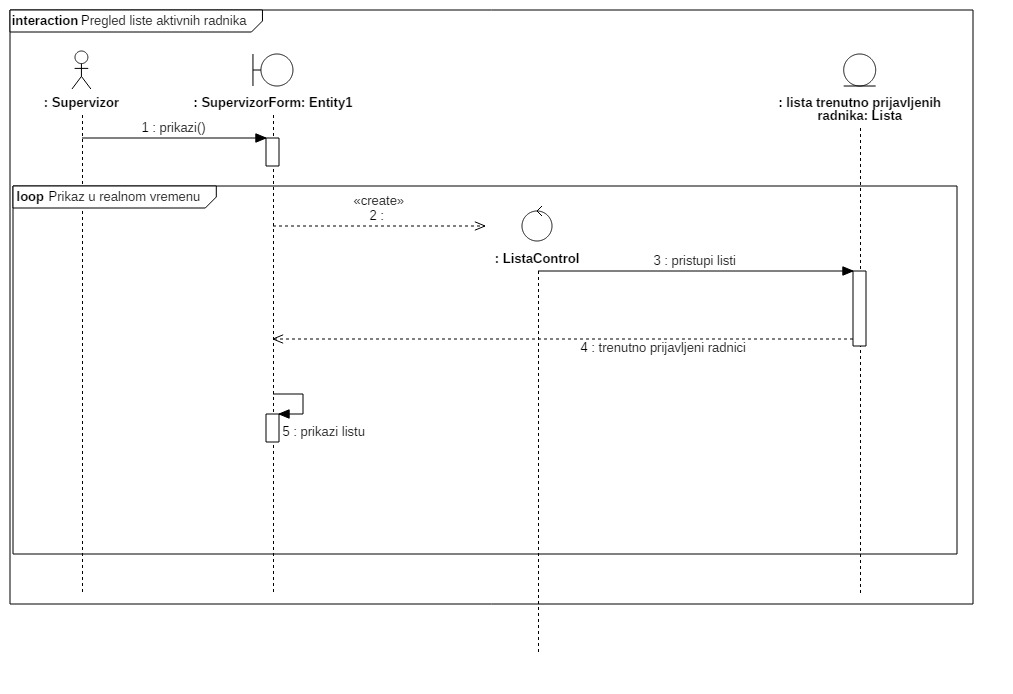 interaction Pregled liste aktivnih radnika
: Supervizor
: SupervizorForm: Entity1
: lista trenutno prijavljenih
radnika: Lista
1 : prikazi()
loop Prikaz u realnom vremenu
«create»
2 :
: ListaControl
3 : pristupi listi
4 : trenutno prijavljeni radnici
5 : prikazi listu